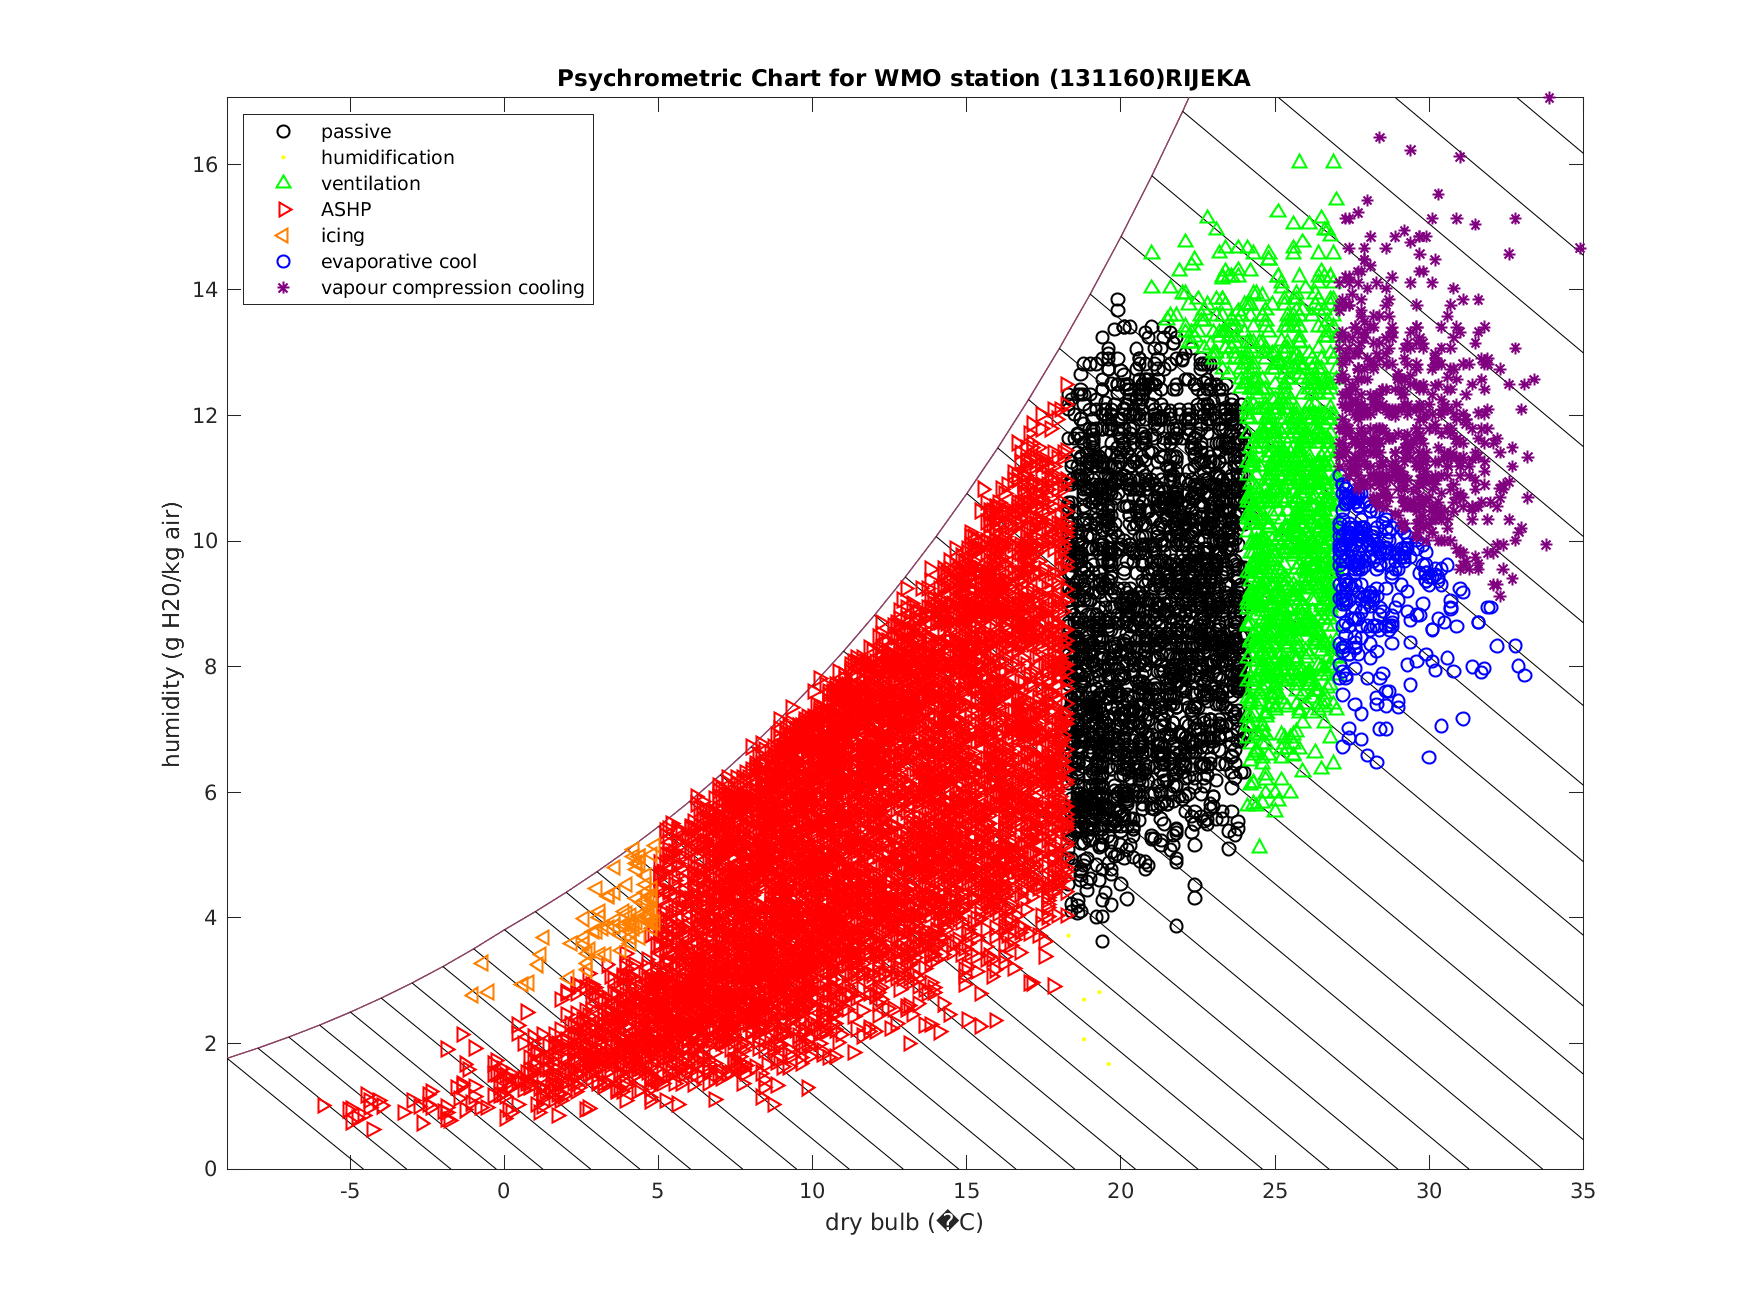 Psychrometric Chart for WMO station (131160)RIJEKA
passive
humidification
ventilation
ASHP
icing
evaporative cool
vapour compression cooling
humidity (g H20/kg air)
16
14
12
10
8
6
4
2
0
-5 0 5 10 15 20 25 30 35
dry bulb (�C)